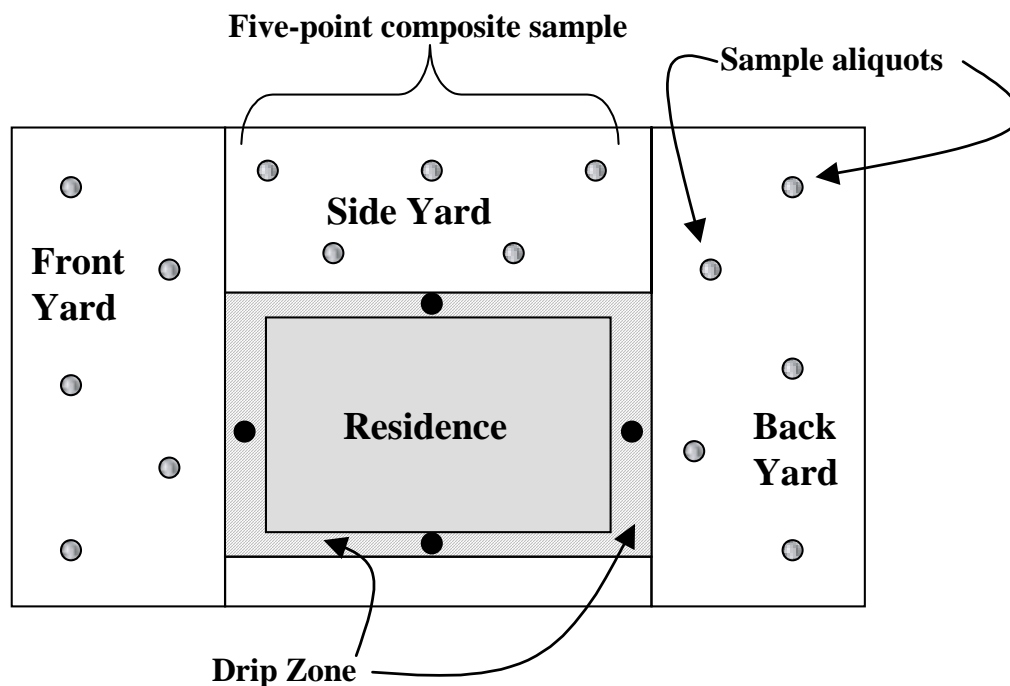 Five-point composite sample
Sample aliquots
Side Yard
Front
Yard
Residence
Back
Yard
Drip Zone